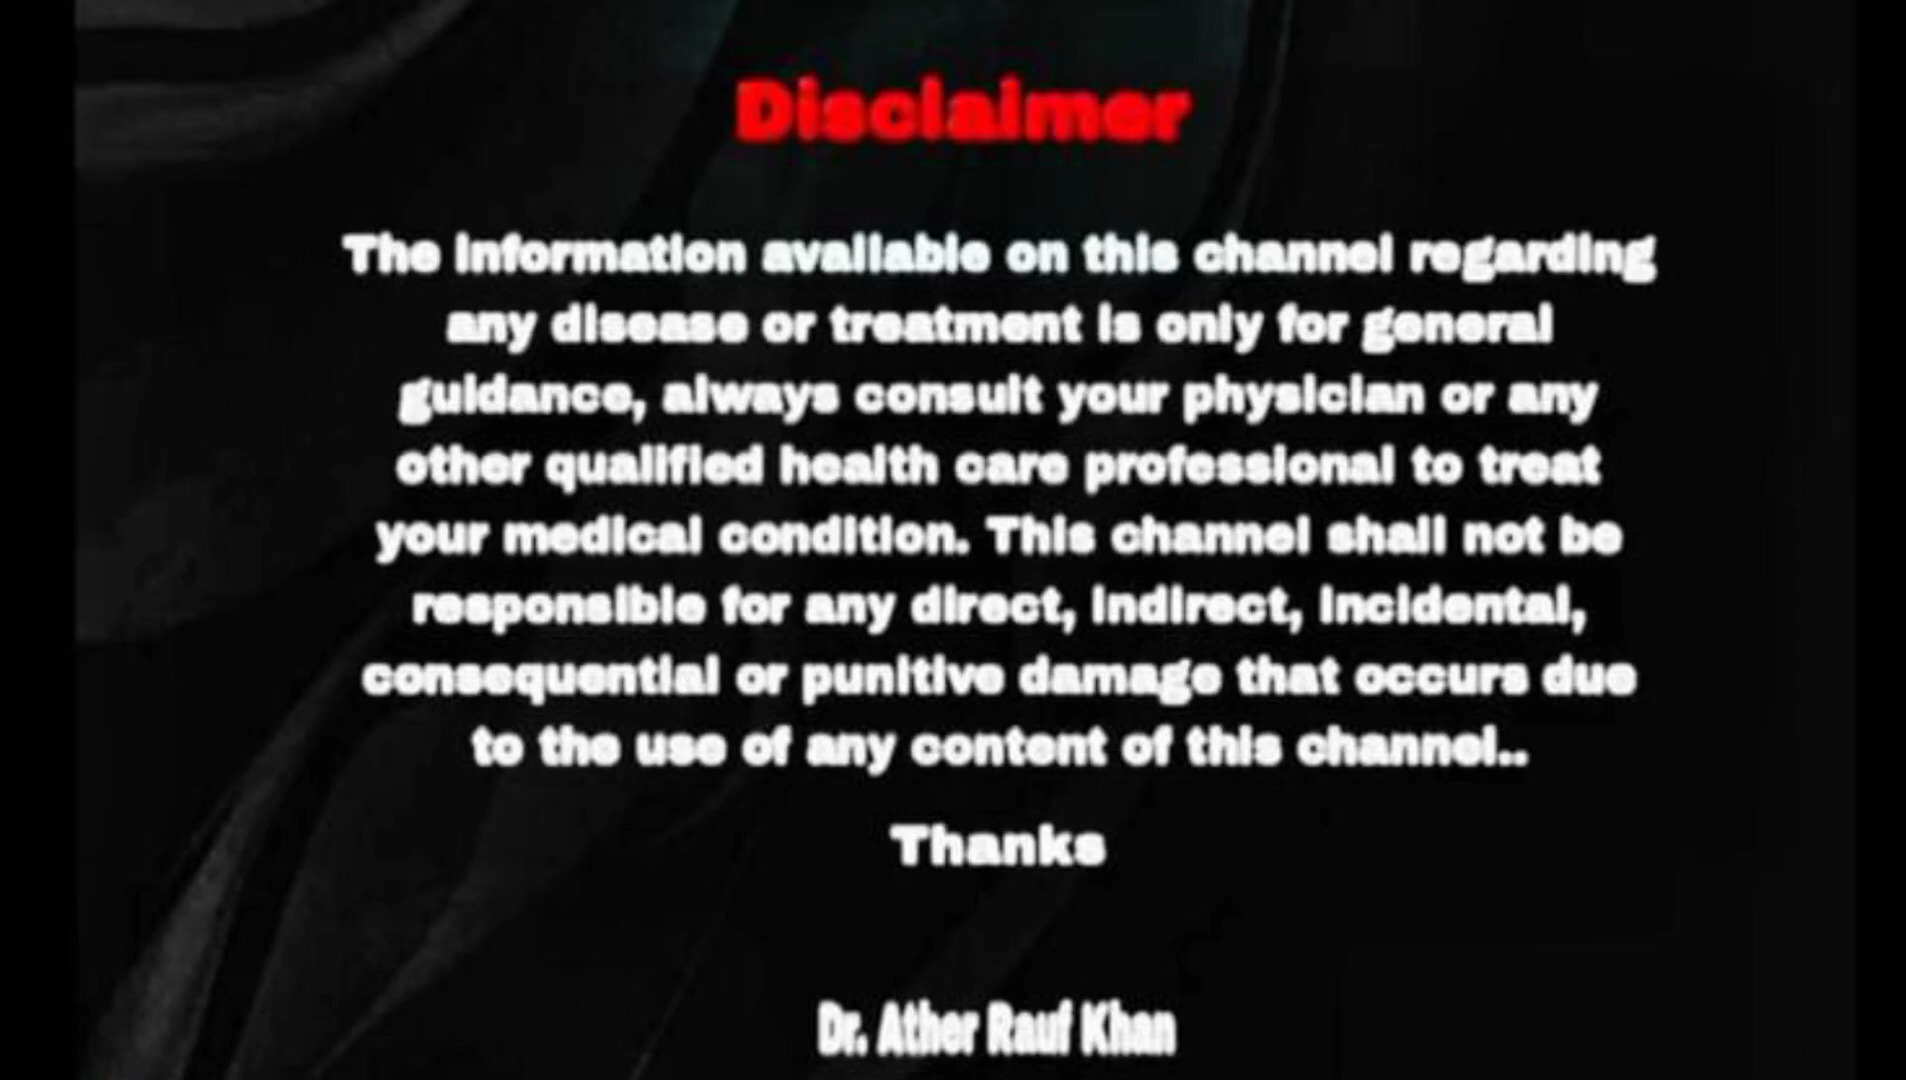 Disclaimer
The information available on this channel regarding
any disease or treatment is only for general
guidance, always consult your physician or any
other qualified health care professional to treat
your medical condition. This channel shall not be
responsible for any direct, indirect, incidental,
consequential or punitive damage that occurs due
to the use of any content of this channel..
Thanks
Dr. Ather Rauf Khan